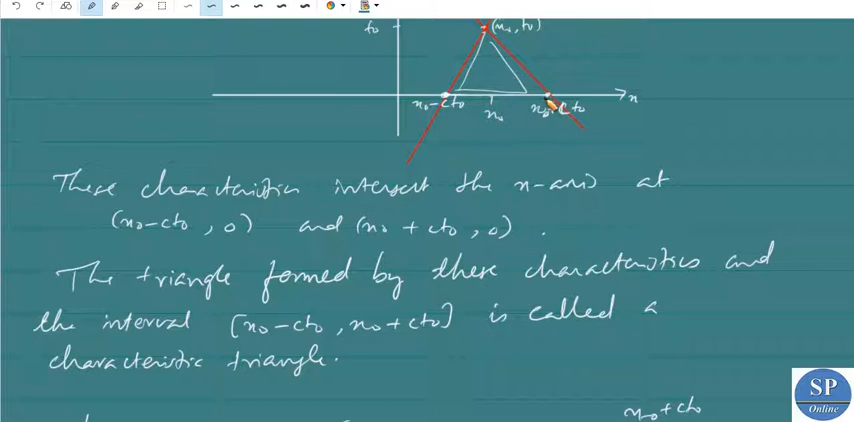 t₀ (x₀, t₀)
x₀-ct₀ x₀ x₀+ct₀ x
These characteristics intersect the x-axis at
(x₀-ct₀, 0) and (x₀+ct₀, 0).
The triangle formed by these characteristics and
the interval [x₀-ct₀, x₀+ct₀] is called a
characteristic triangle.
x₀+ct₀
SP
Online